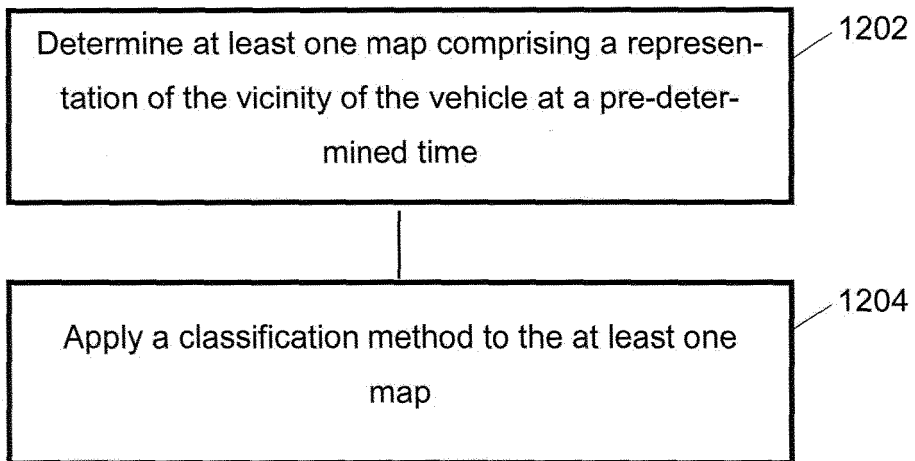 Determine at least one map comprising a represen-
tation of the vicinity of the vehicle at a pre-deter-
mined time
1202
Apply a classification method to the at least one
map
1204